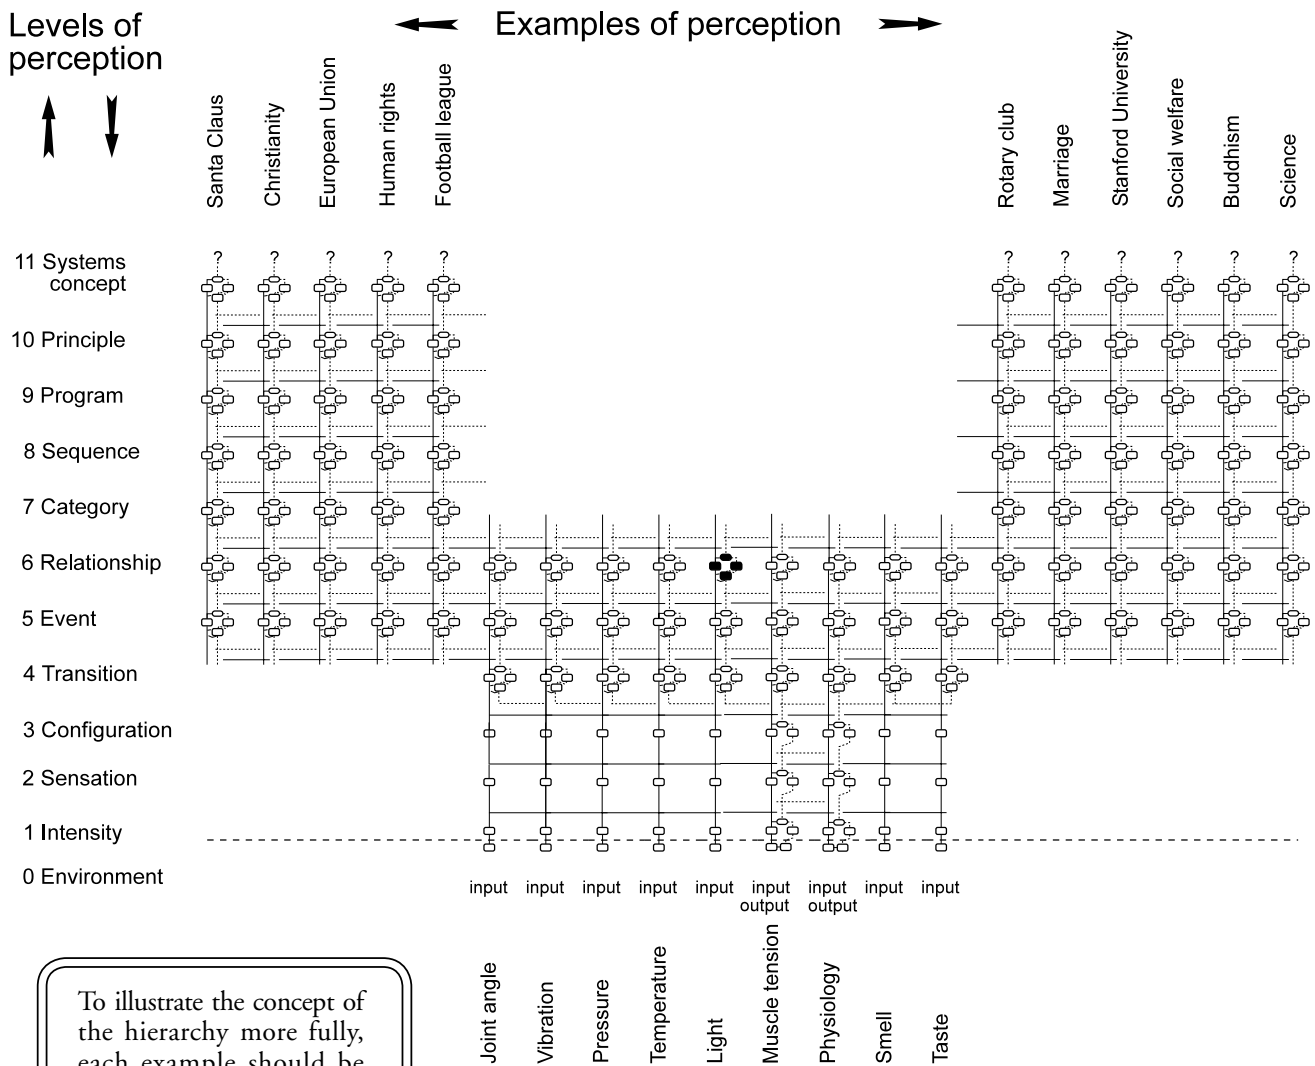 Levels of
perception
Examples of perception
Santa Claus
Christianity
European Union
Human rights
Football league
Rotary club
Marriage
Stanford University
Social welfare
Buddhism
Science
? ? ? ? ? ? ? ? ? ? ?
11 Systems
concept
10 Principle
9 Program
8 Sequence
7 Category
6 Relationship
5 Event
4 Transition
3 Configuration
2 Sensation
1 Intensity
0 Environment
input input input input input input input input input
output output
Joint angle
Vibration
Pressure
Temperature
Light
Muscle tension
Physiology
Smell
Taste
To illustrate the concept of
the hierarchy more fully,
each example should be